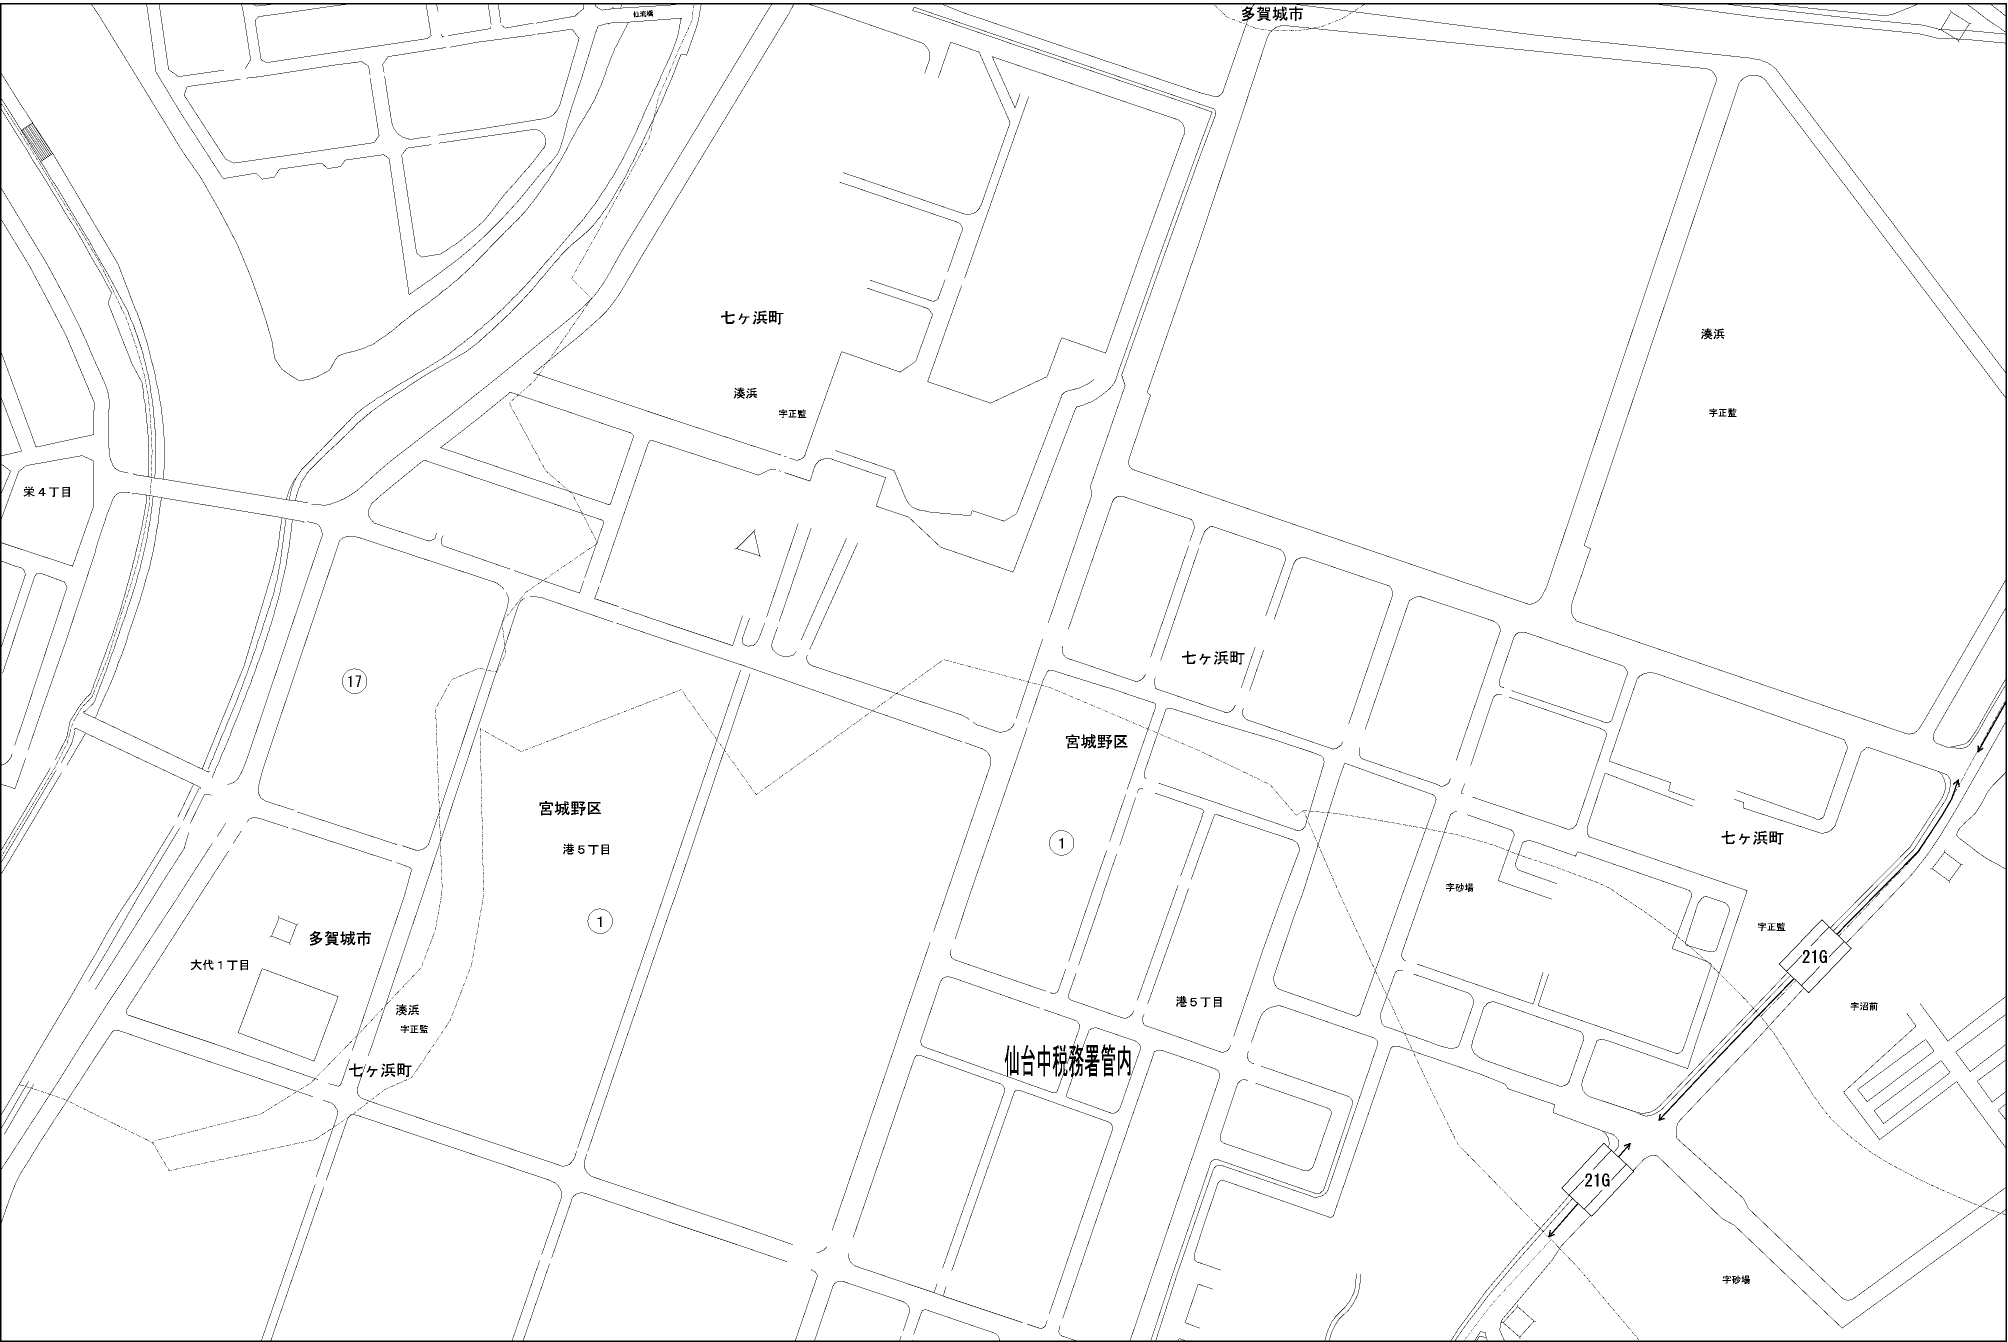 多賀城市
七ヶ浜町
湊浜
字正監
湊浜
字正監
栄4丁目
七ヶ浜町
17
宮城野区
宮城野区
港5丁目
1
1
七ヶ浜町
字砂場
字正監
21G
多賀城市
大代1丁目
湊浜
字正監
七ヶ浜町
港5丁目
字沼前
仙台中税務署管内
21G
字砂場